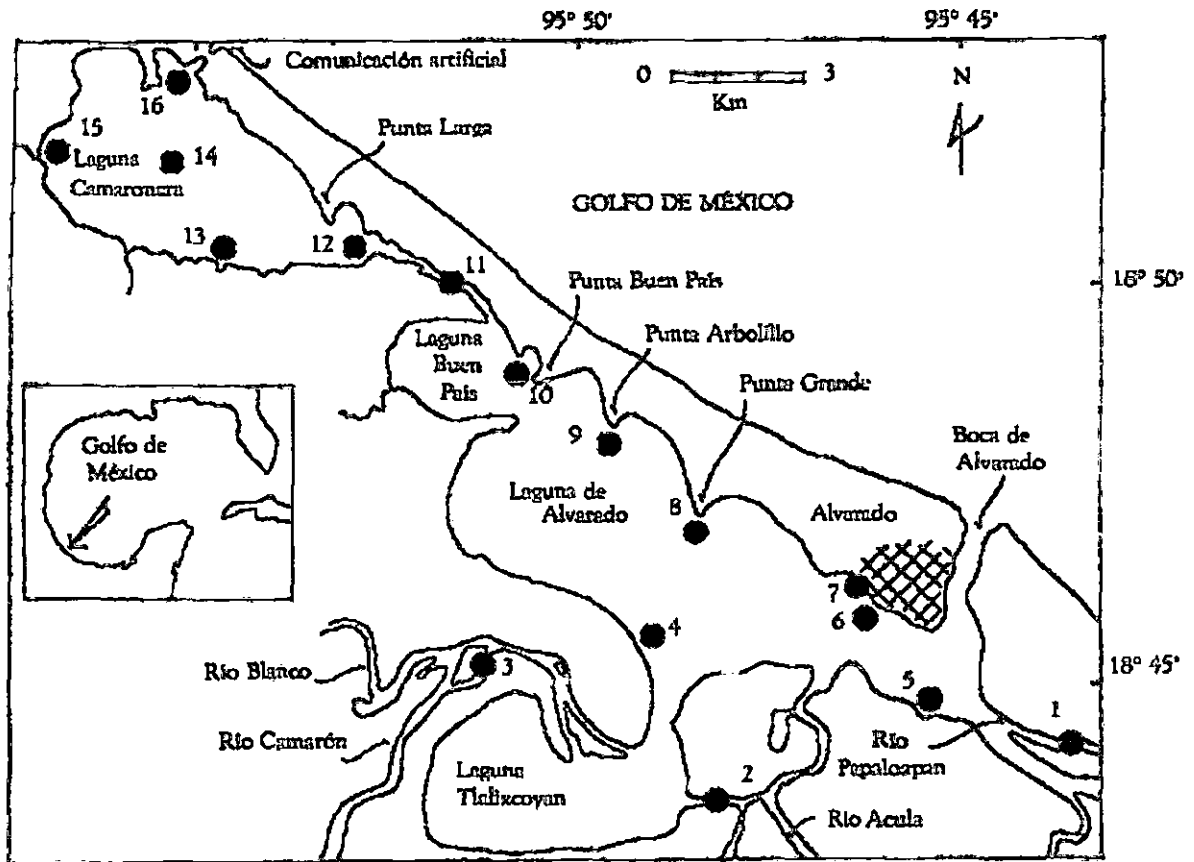 95° 50'
95° 45'
Comunicación artificial
0
3
Km
N
16
15
Punta Larga
Laguna
Camaronera
14
GOLFO DE MÉXICO
13
12
11
Punta Buen País
16° 50'
Laguna
Buen
País
Punta Arbolillo
10
Punta Grande
9
Boca de
Alvarado
Golfo de
México
Laguna de
Alvarado
8
Alvarado
7
6
4
Río Blanco
3
18° 45'
5
1
Río Camarón
Río
Papaloapan
Laguna
Tlalixcoyan
2
Río Acula